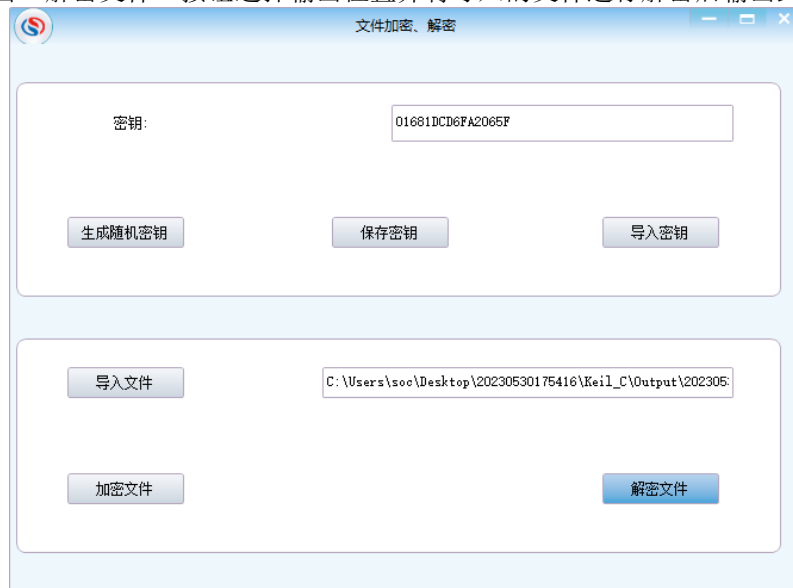 文件加密、解密
密钥:
01681DCD6FA2065F
生成随机密钥
保存密钥
导入密钥
导入文件
C:\Users\soc\Desktop\20230530175416\Keil_C\Output\202305
加密文件
解密文件